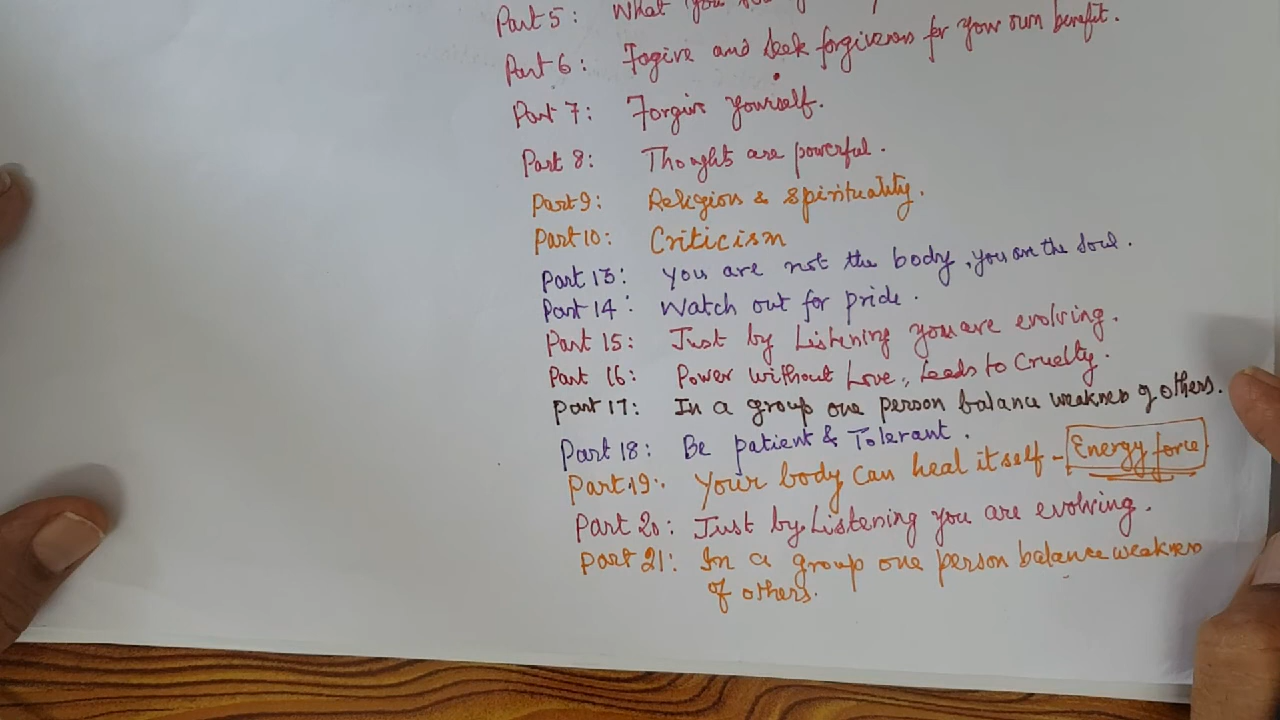 Part 5: What you
Part 6: Fogive and seek forgiveness for your own benefit.
Part 7: Forgive yourself.
Part 8: Thoughts are powerful.
Part 9: Religion & Spirituality.
Part 10: Criticism
Part 13: You are not the body, you are the Soul.
Part 14: Watch out for pride.
Part 15: Just by Listening you are evolving.
Part 16: Power without Love, Leads to Cruelty.
Part 17: In a group one person balance weakness of others.
Part 18: Be patient & Tolerant.
Part 19: Your body can heal itself - Energy force
Part 20: Just by Listening you are evolving.
Part 21: In a group one person balance weakness
of others.